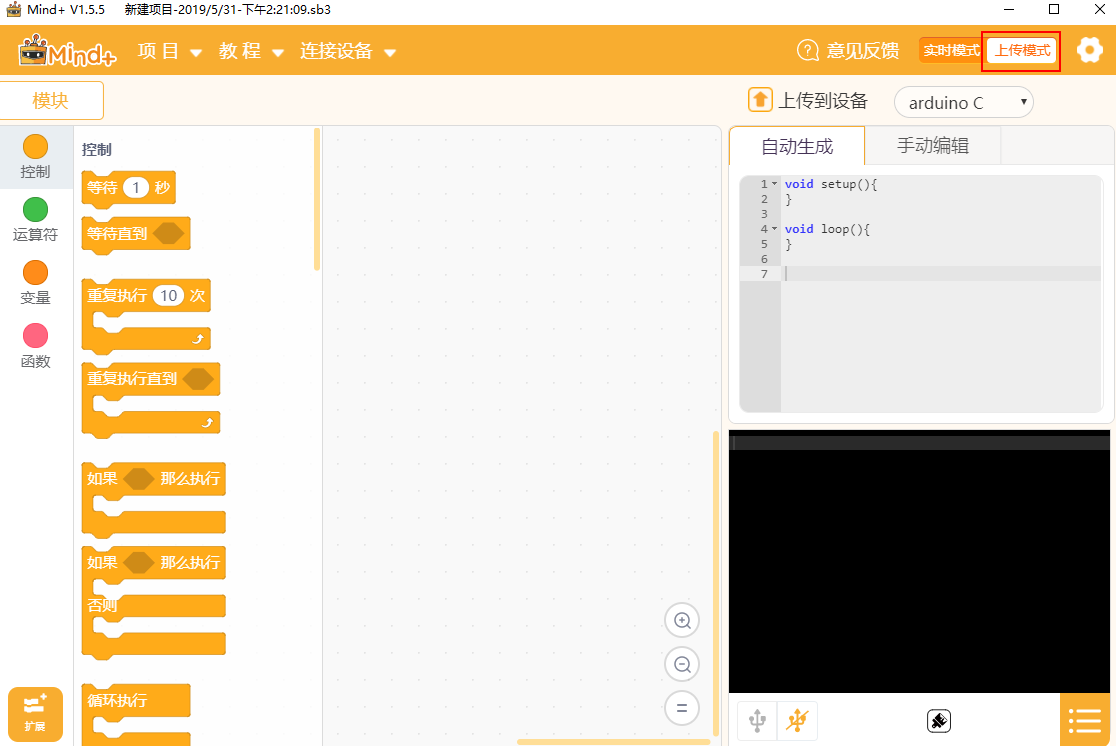 Mind+ V1.5.5 新建项目-2019/5/31-下午2:21:09.sb3
Mind+ 项目 教程 连接设备 意见反馈 实时模式 上传模式
模块 上传到设备 arduino C
控制
运算符
变量
函数
扩展
控制
等待 1 秒
等待直到
重复执行 10 次
重复执行直到
如果 那么执行
如果 那么执行
否则
循环执行
自动生成 手动编辑
1 void setup(){
2 }
3
4 void loop(){
5 }
6
7